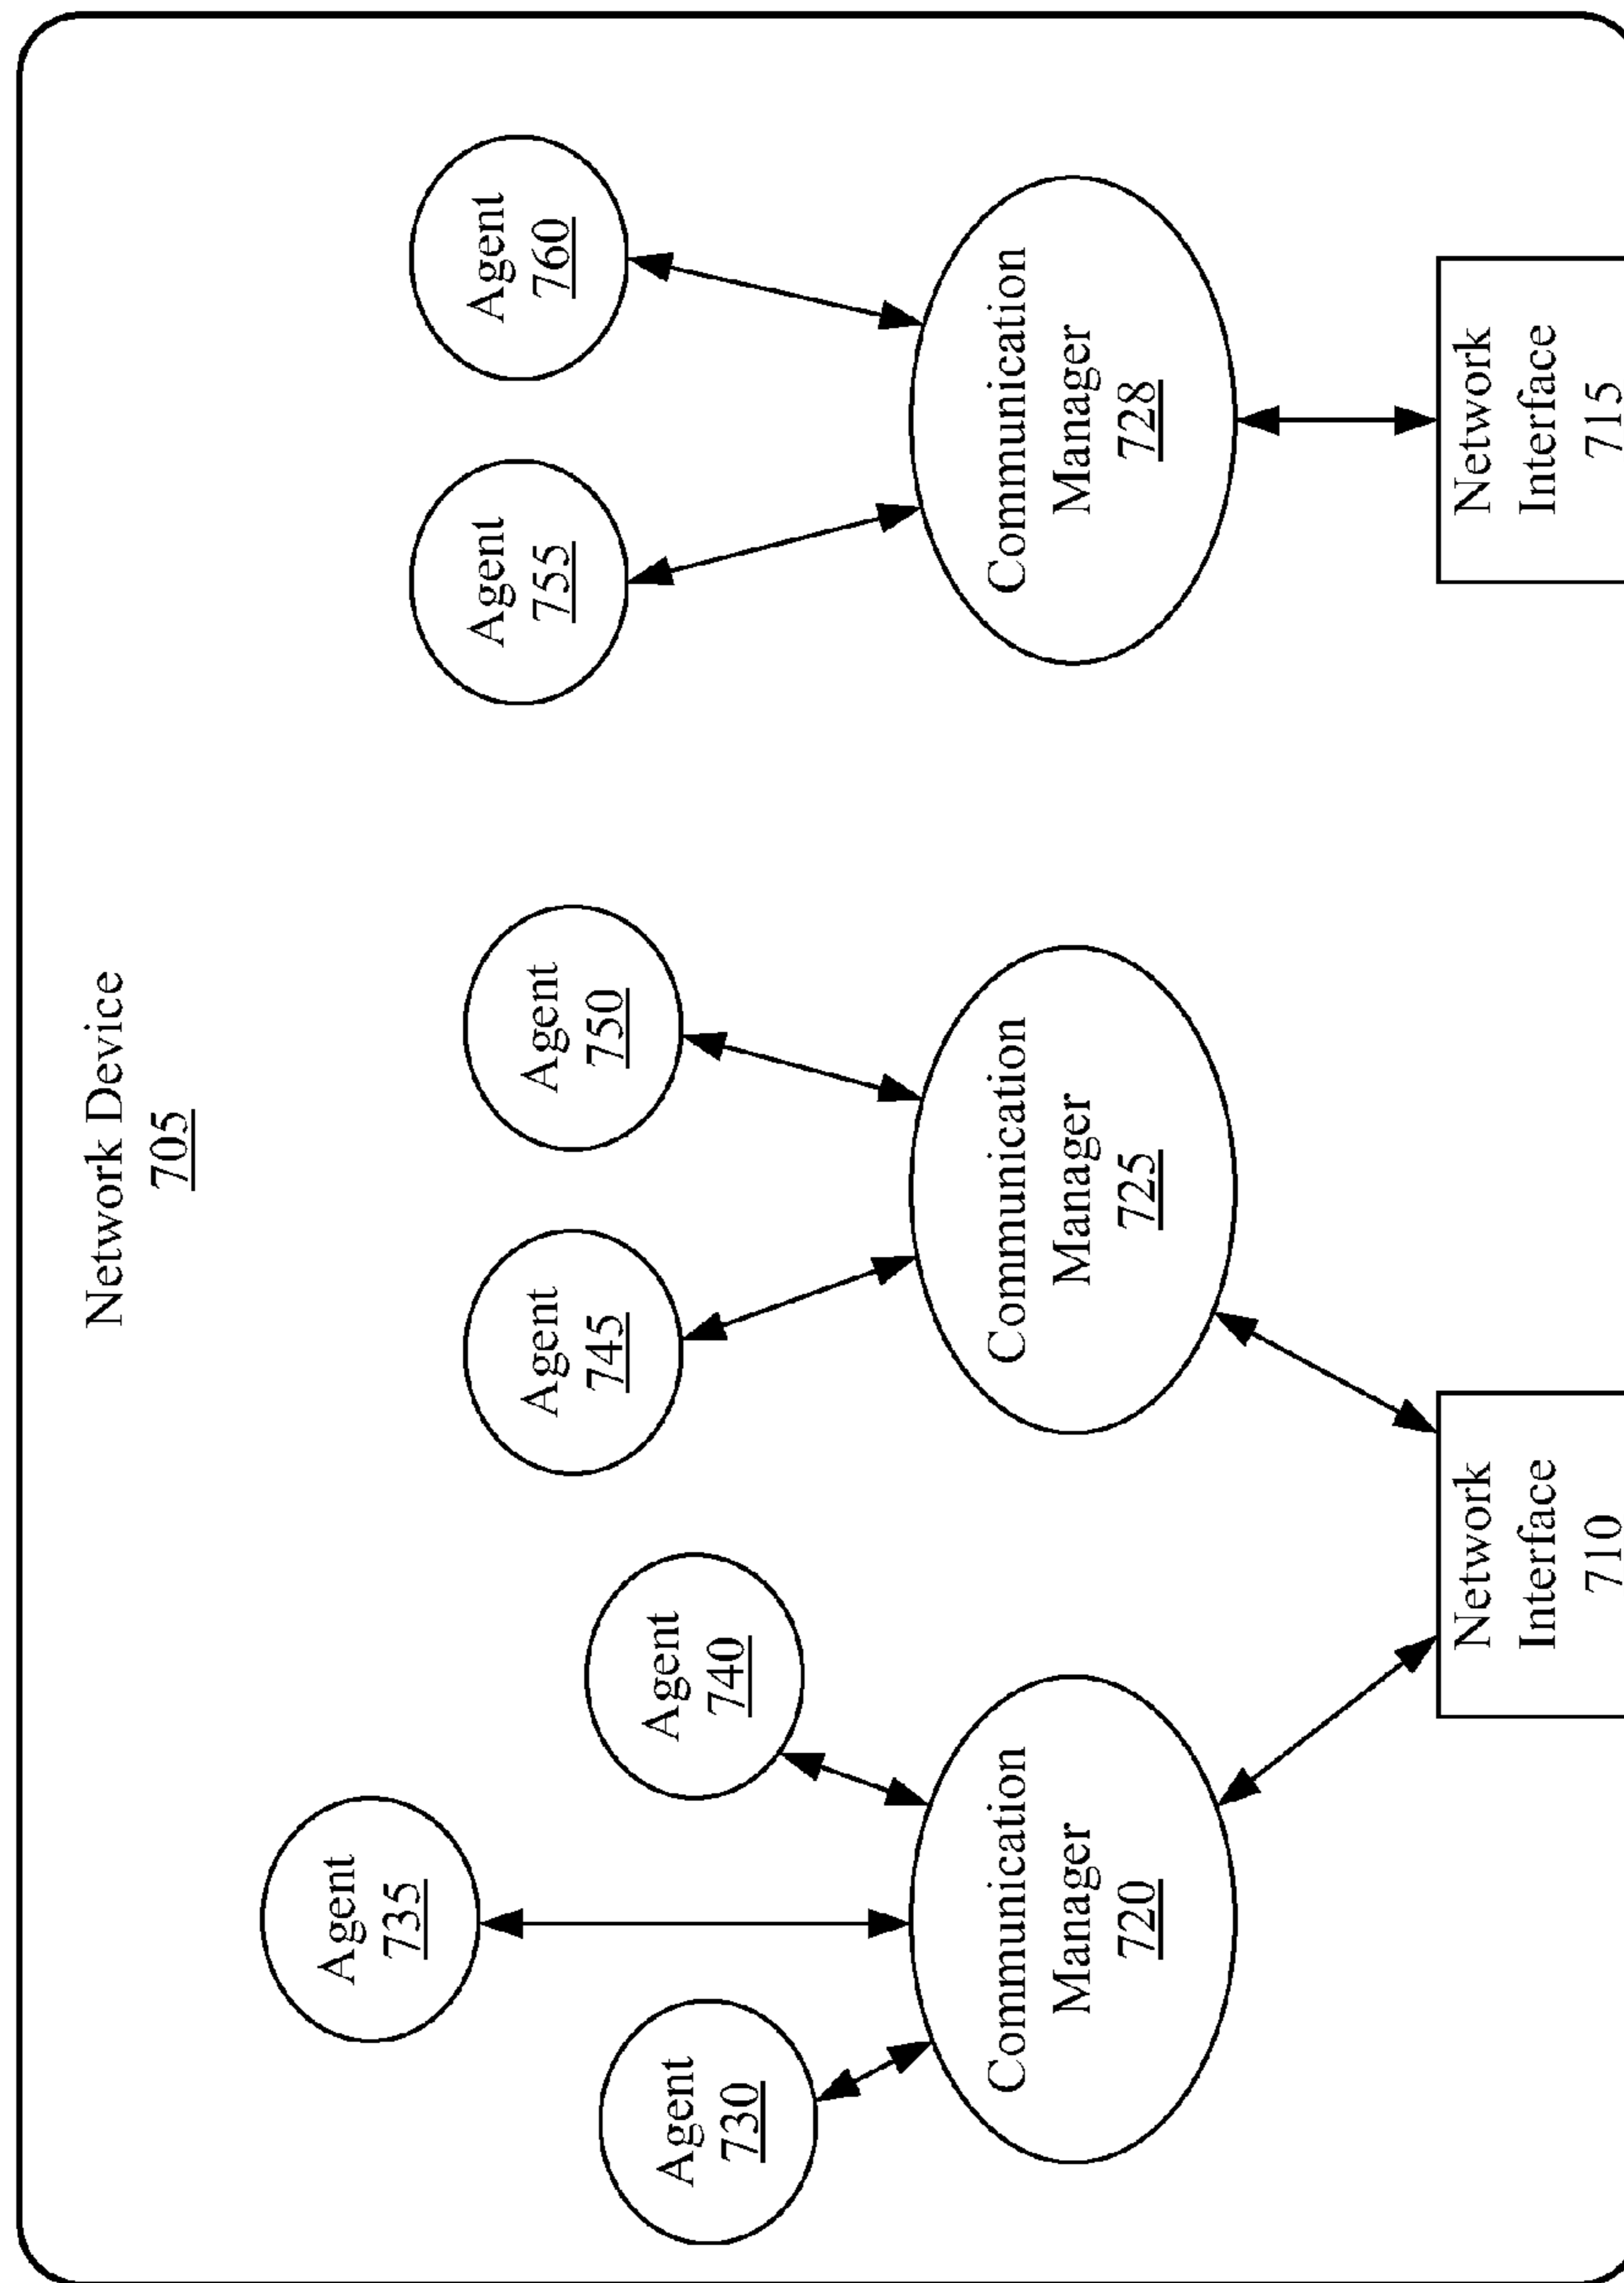 Network Device
705
Agent
735
Agent
730
Agent
740
Agent
745
Agent
750
Agent
755
Agent
760
Communication
Manager
720
Communication
Manager
725
Communication
Manager
728
Network
Interface
710
Network
Interface
715